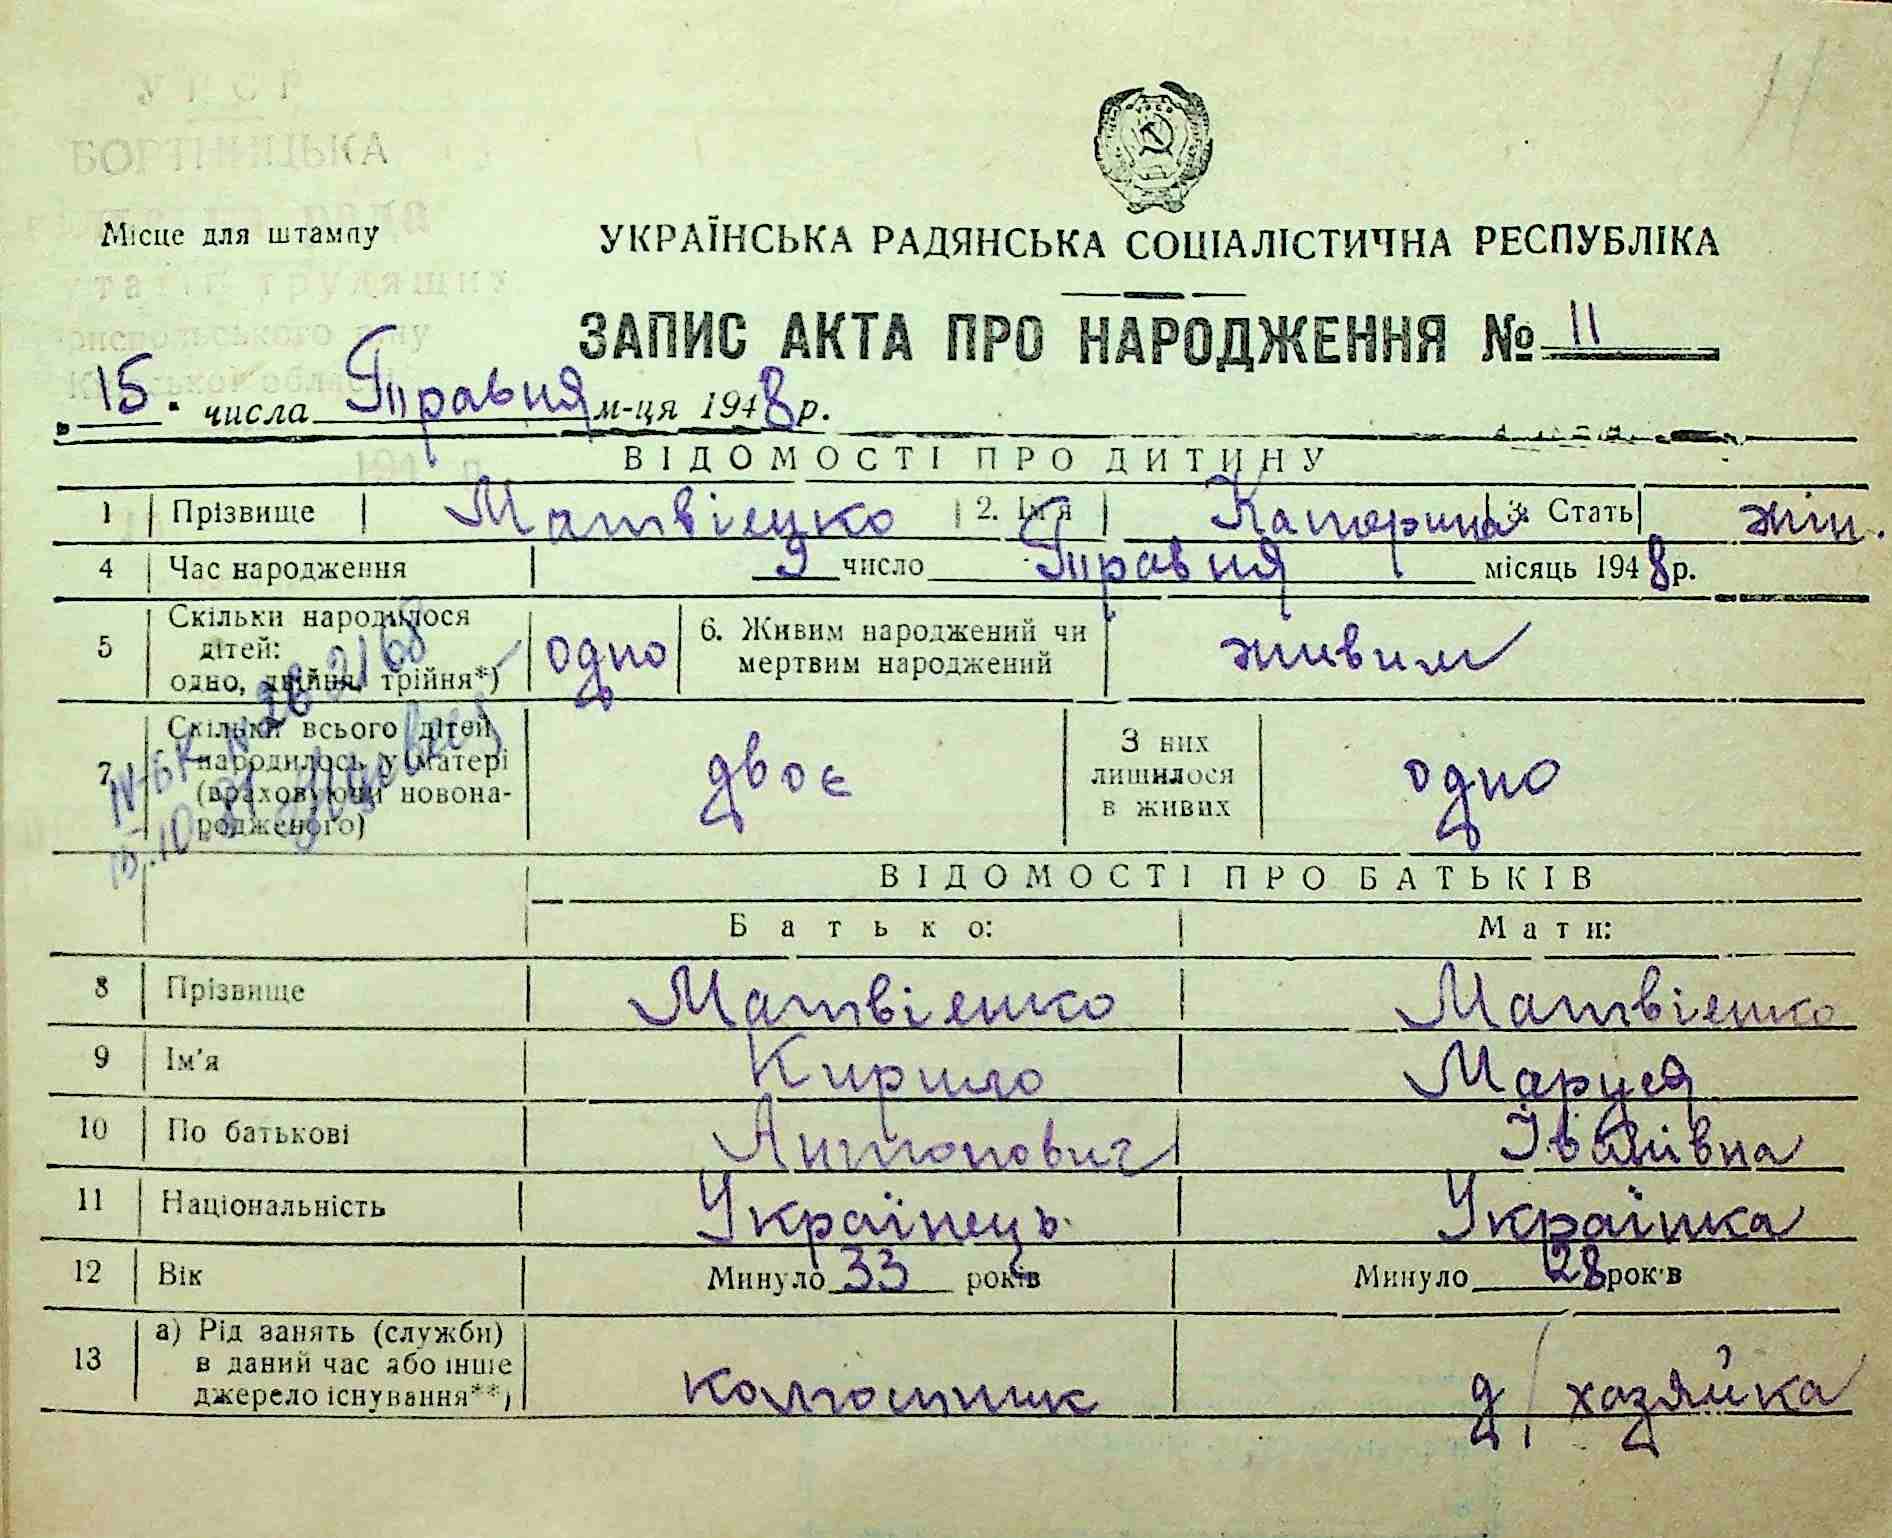 У Р С Р
11
БОРТНИЦЬКА
рада
Місце для штампу
УКРАЇНСЬКА РАДЯНСЬКА СОЦІАЛІСТИЧНА РЕСПУБЛІКА
трудящих
ЗАПИС АКТА ПРО НАРОДЖЕННЯ № 11
„ 15 " числа Травня м-ця 1948 р.
ВІДОМОСТІ ПРО ДИТИНУ
1 Прізвище Матвієнко 2. Ім'я Катерина 3. Стать жін.
4 Час народження 9 число Травня місяць 1948 р.
5 Скільки народилося дітей: одно, двійня, трійня*) одно 6. Живим народжений чи мертвим народжений живим
7 Скільки всього дітей народилось у матері (враховуючи новонародженого) двоє З них лишилося в живих одно
ВІДОМОСТІ ПРО БАТЬКІВ
Батько: Мати:
8 Прізвище Матвієнко Матвієнко
9 Ім'я Кирило Маруся
10 По батькові Антонович Іванівна
11 Національність Українець Українка
12 Вік Минуло 33 років Минуло 28 років
13 а) Рід занять (служби) в даний час або інше джерело існування**) колгоспник д/хазяйка